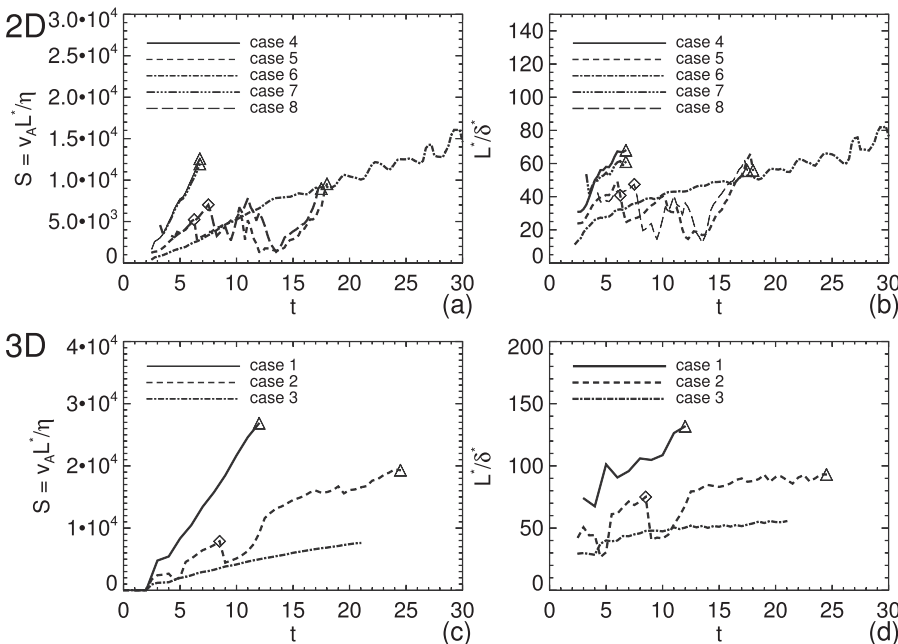 2D
3.0•10⁴
2.5•10⁴
2.0•10⁴
1.5•10⁴
1.0•10⁴
5.0•10³
0
S = v_A L*/η
case 4
case 5
case 6
case 7
case 8
0 5 10 15 20 25 30
t
(a)
140
120
100
80
60
40
20
0
L*/δ*
case 4
case 5
case 6
case 7
case 8
0 5 10 15 20 25 30
t
(b)
3D
4•10⁴
3•10⁴
2•10⁴
1•10⁴
0
S = v_A L*/η
case 1
case 2
case 3
0 5 10 15 20 25 30
t
(c)
200
150
100
50
0
L*/δ*
case 1
case 2
case 3
0 5 10 15 20 25 30
t
(d)